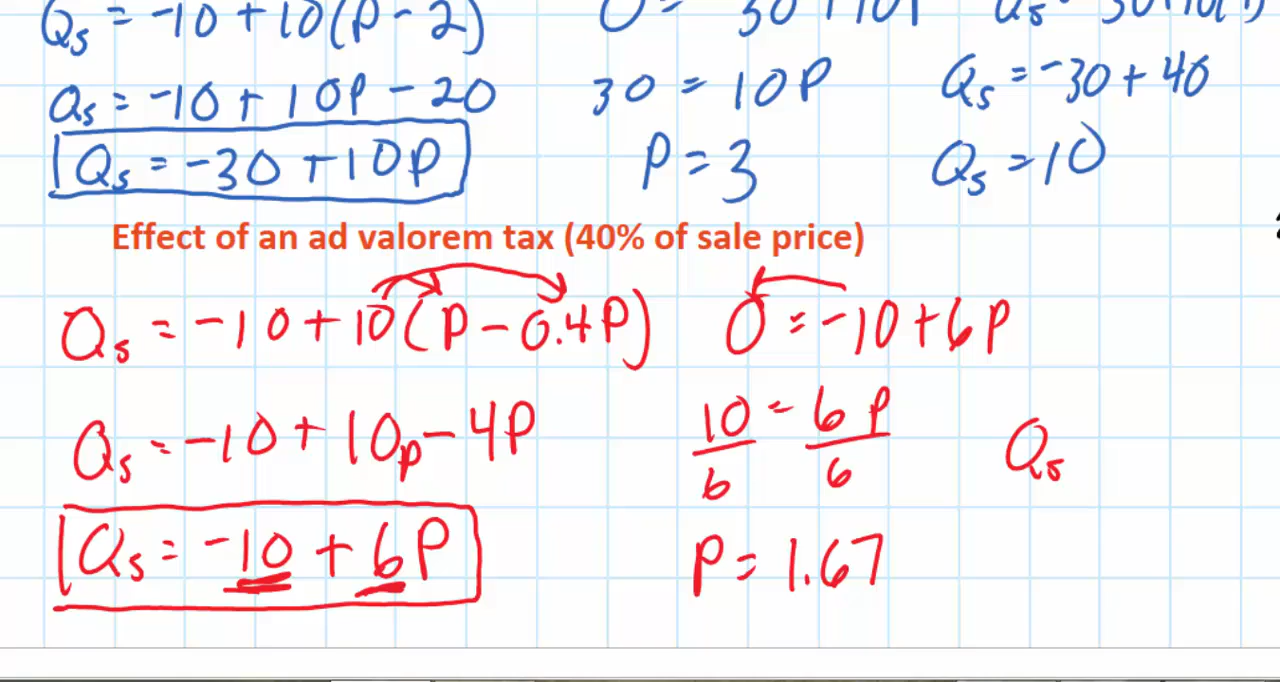 Qs = -10 + 10(P - 2)
Qs = -10 + 10P - 20
Qs = -30 + 10P
30 = 10P
P = 3
Qs = -30 + 40
Qs = 10
Effect of an ad valorem tax (40% of sale price)
Qs = -10 + 10(P - 0.4P)
Qs = -10 + 10p - 4P
Qs = -10 + 6P
0 = -10 + 6P
10/6 = 6P/6
P = 1.67
Qs